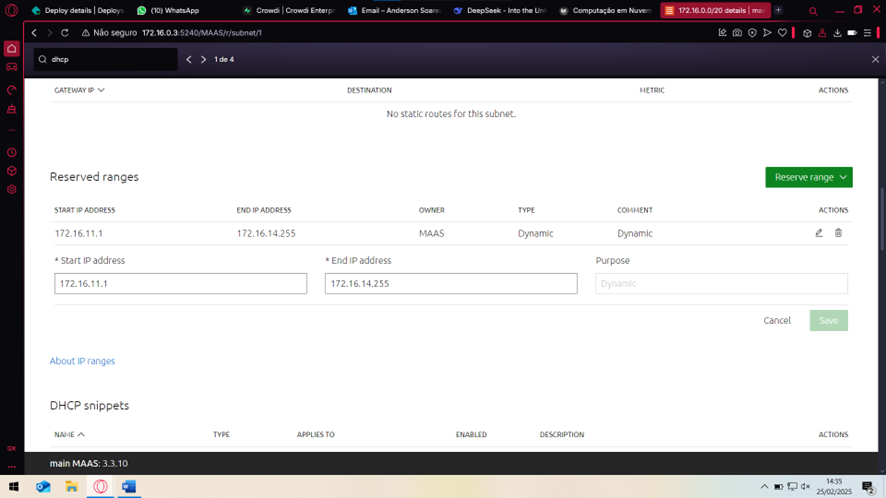 Deploy details | Deploys
(10) WhatsApp
Crowdi | Crowdi Enterpr
Email – Anderson Soare
DeepSeek - Into the Unk
Computação em Nuvem
172.16.0.0/20 details | mai
Não seguro 172.16.0.3:5240/MAAS/r/subnet/1
dhcp
1 de 4
GATEWAY IP DESTINATION METRIC ACTIONS
No static routes for this subnet.
Reserved ranges
Reserve range
START IP ADDRESS END IP ADDRESS OWNER TYPE COMMENT ACTIONS
172.16.11.1 172.16.14.255 MAAS Dynamic Dynamic
* Start IP address * End IP address Purpose
172.16.11.1 172.16.14.255 Dynamic
Cancel Save
About IP ranges
DHCP snippets
NAME TYPE APPLIES TO ENABLED DESCRIPTION ACTIONS
main MAAS: 3.3.10
GX
14:35
25/02/2025
2